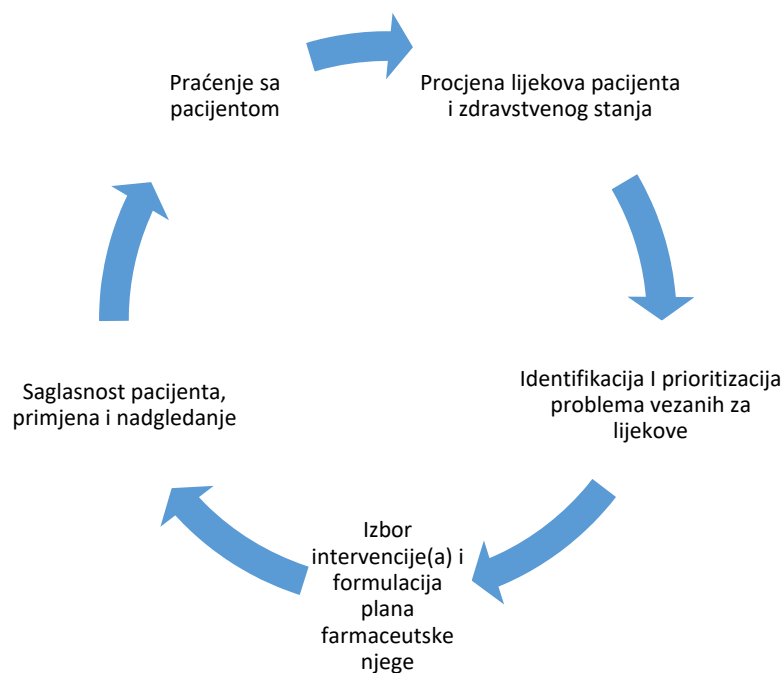 Praćenje sa
pacijentom
Procjena lijekova pacijenta
i zdravstvenog stanja
Identifikacija I prioritizacija
problema vezanih za
lijekove
Izbor
intervencije(a) i
formulacija
plana
farmaceutske
njege
Saglasnost pacijenta,
primjena i nadgledanje